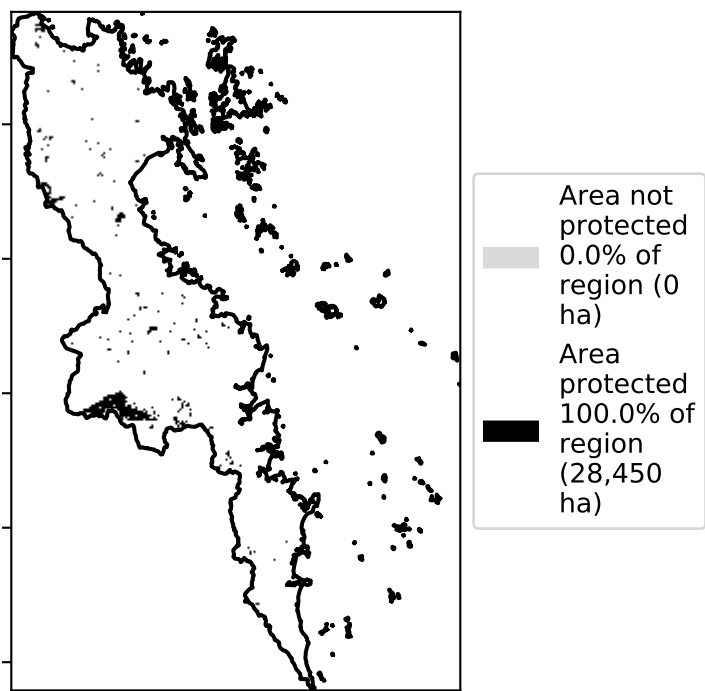 Area not
protected
0.0% of
region (0
ha)
Area
protected
100.0% of
region
(28,450
ha)